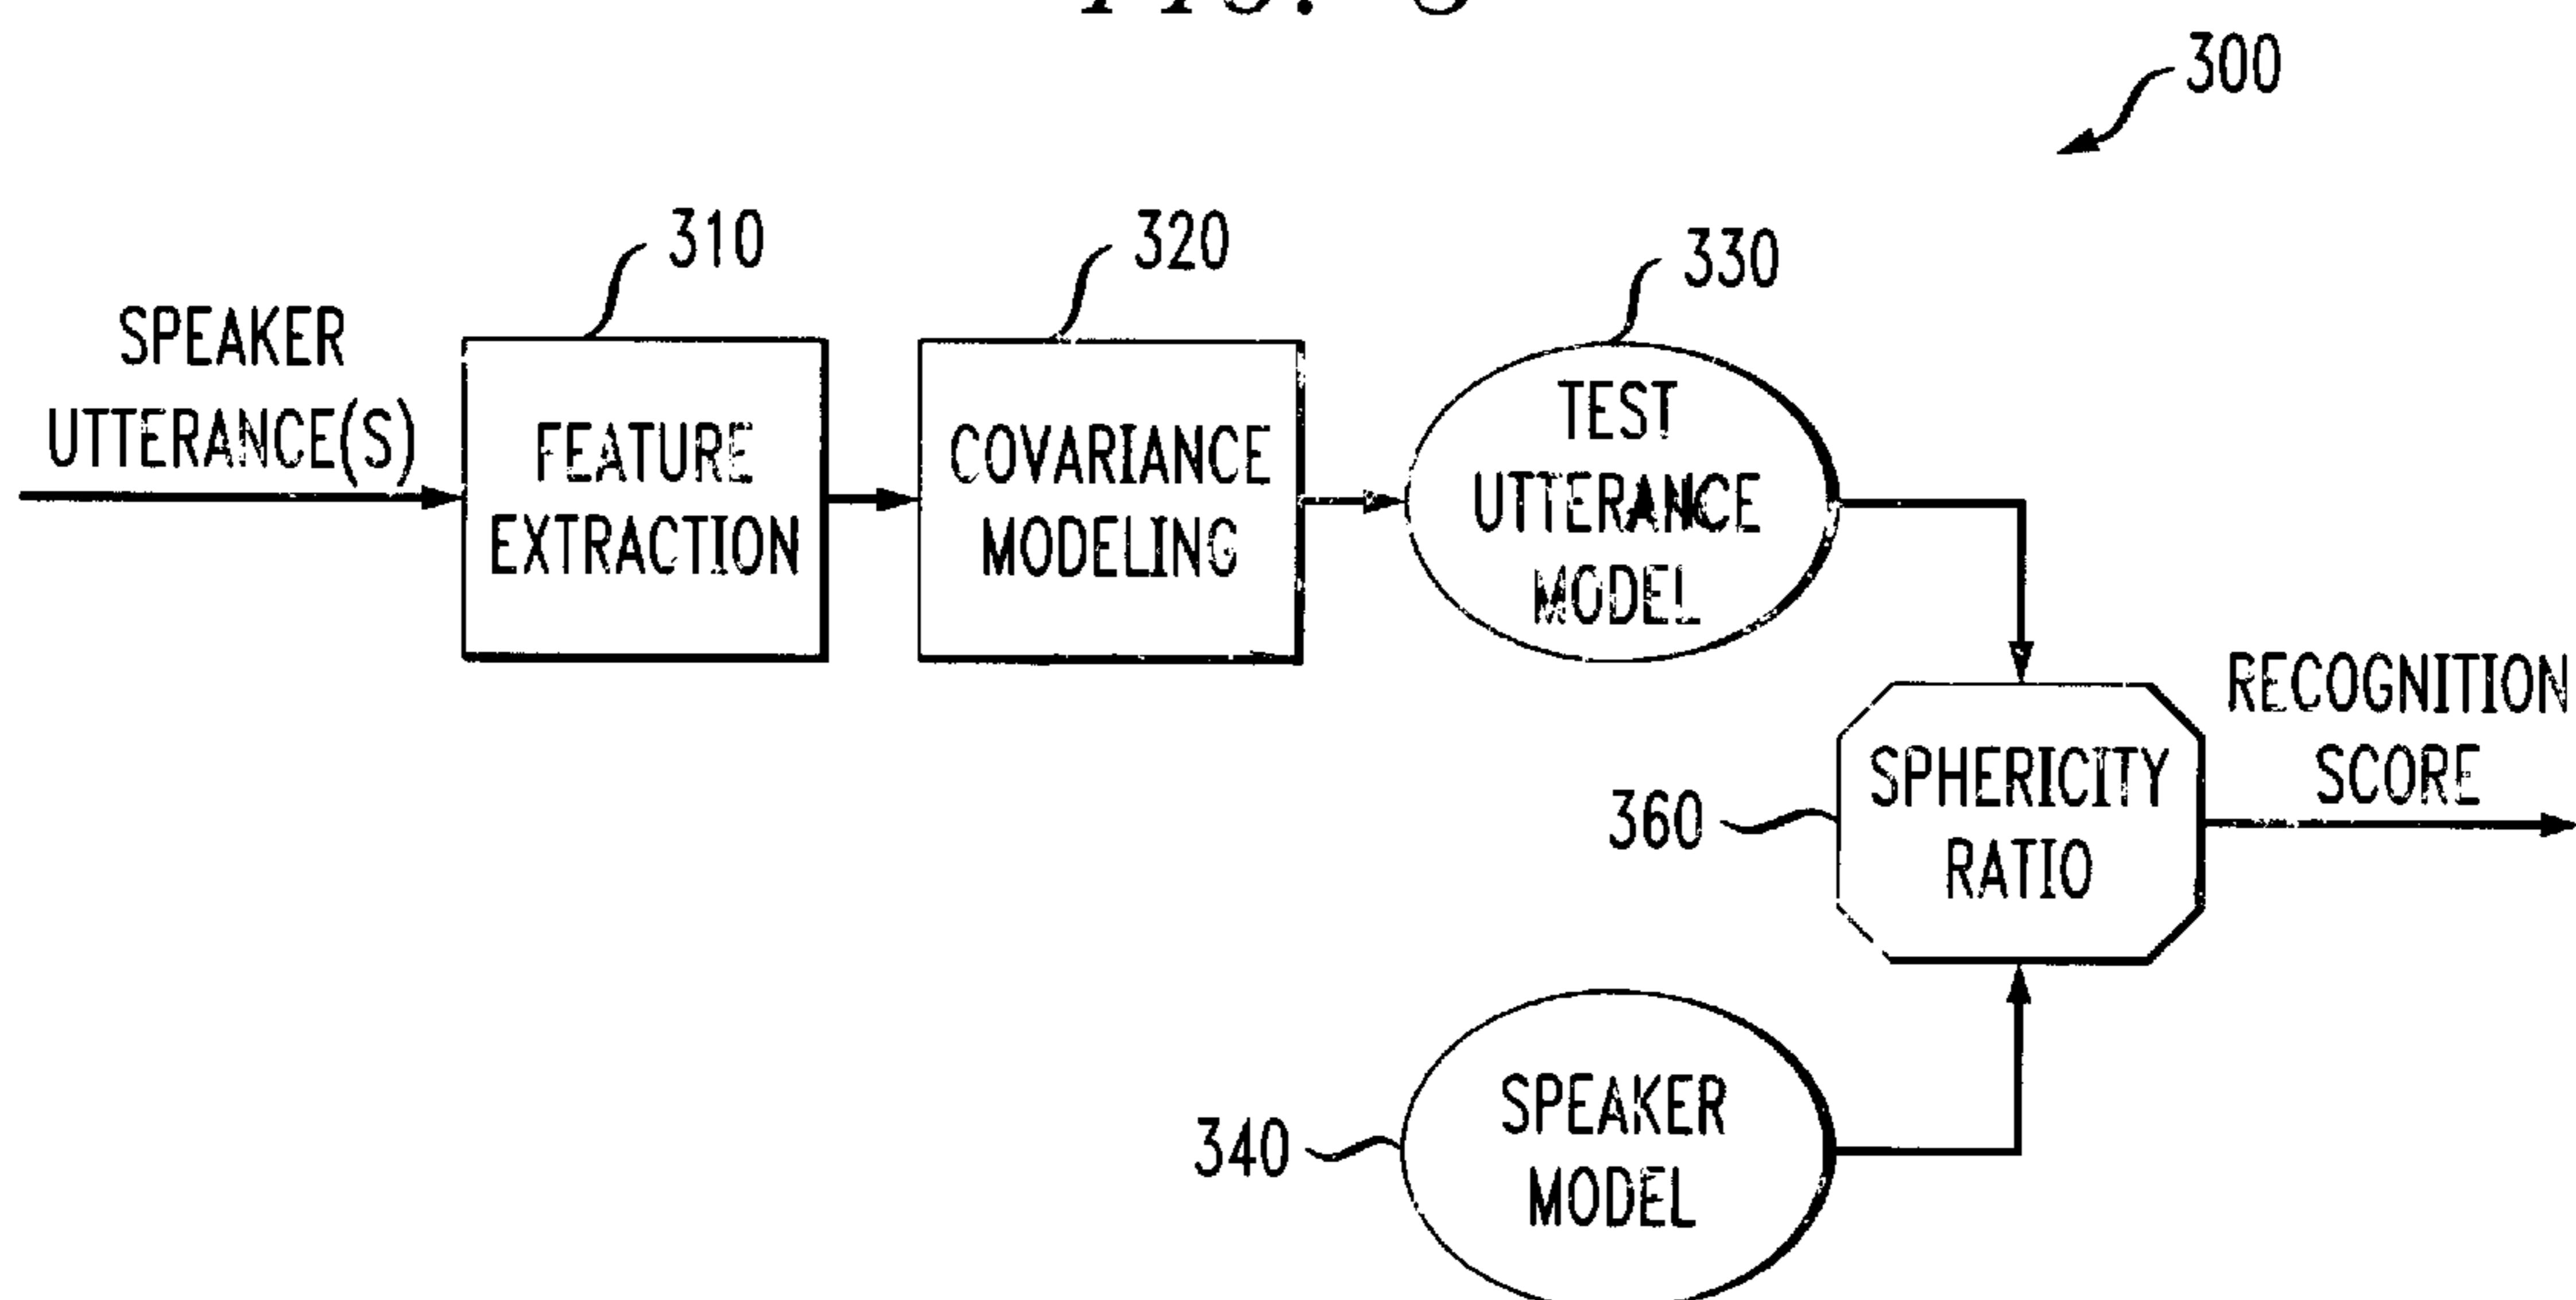 300
310
320
330
SPEAKER
UTTERANCE(S)
FEATURE
EXTRACTION
COVARIANCE
MODELING
TEST
UTTERANCE
MODEL
RECOGNITION
SCORE
360
SPHERICITY
RATIO
340
SPEAKER
MODEL